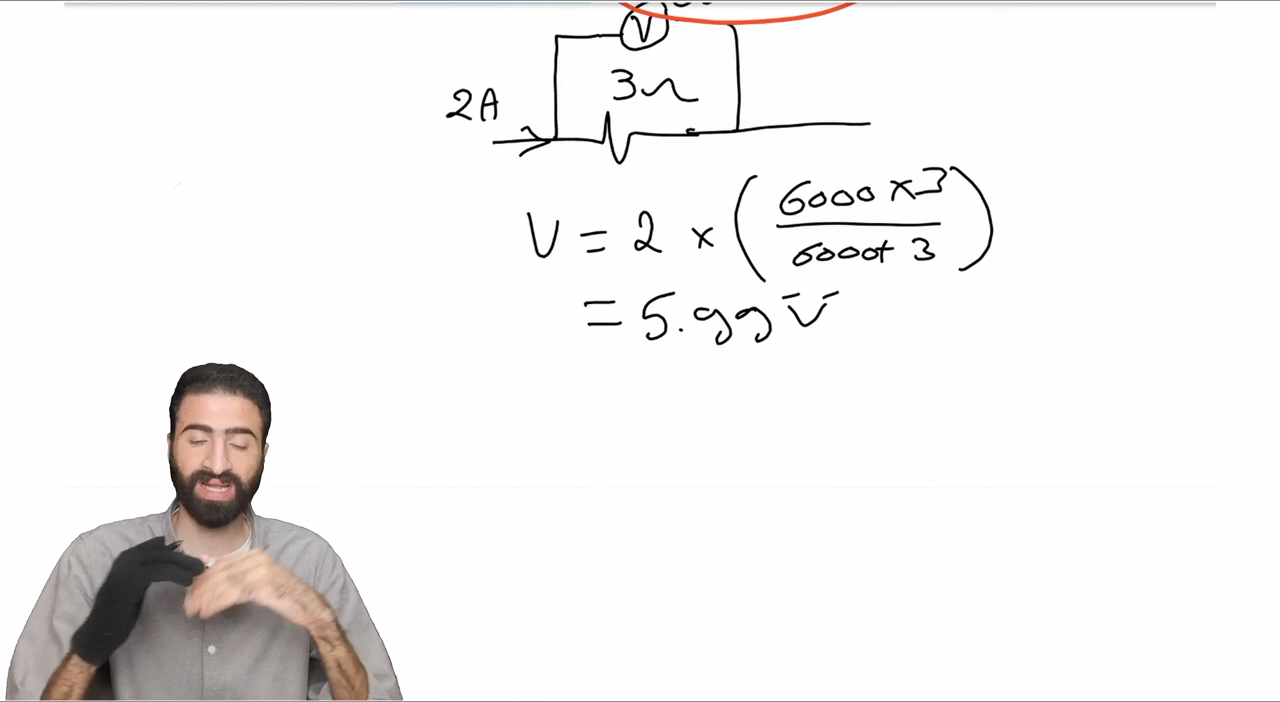 V
3Ω
2A
V = 2 × ( 6000 × 3 / 6000 + 3 )
= 5.99 V